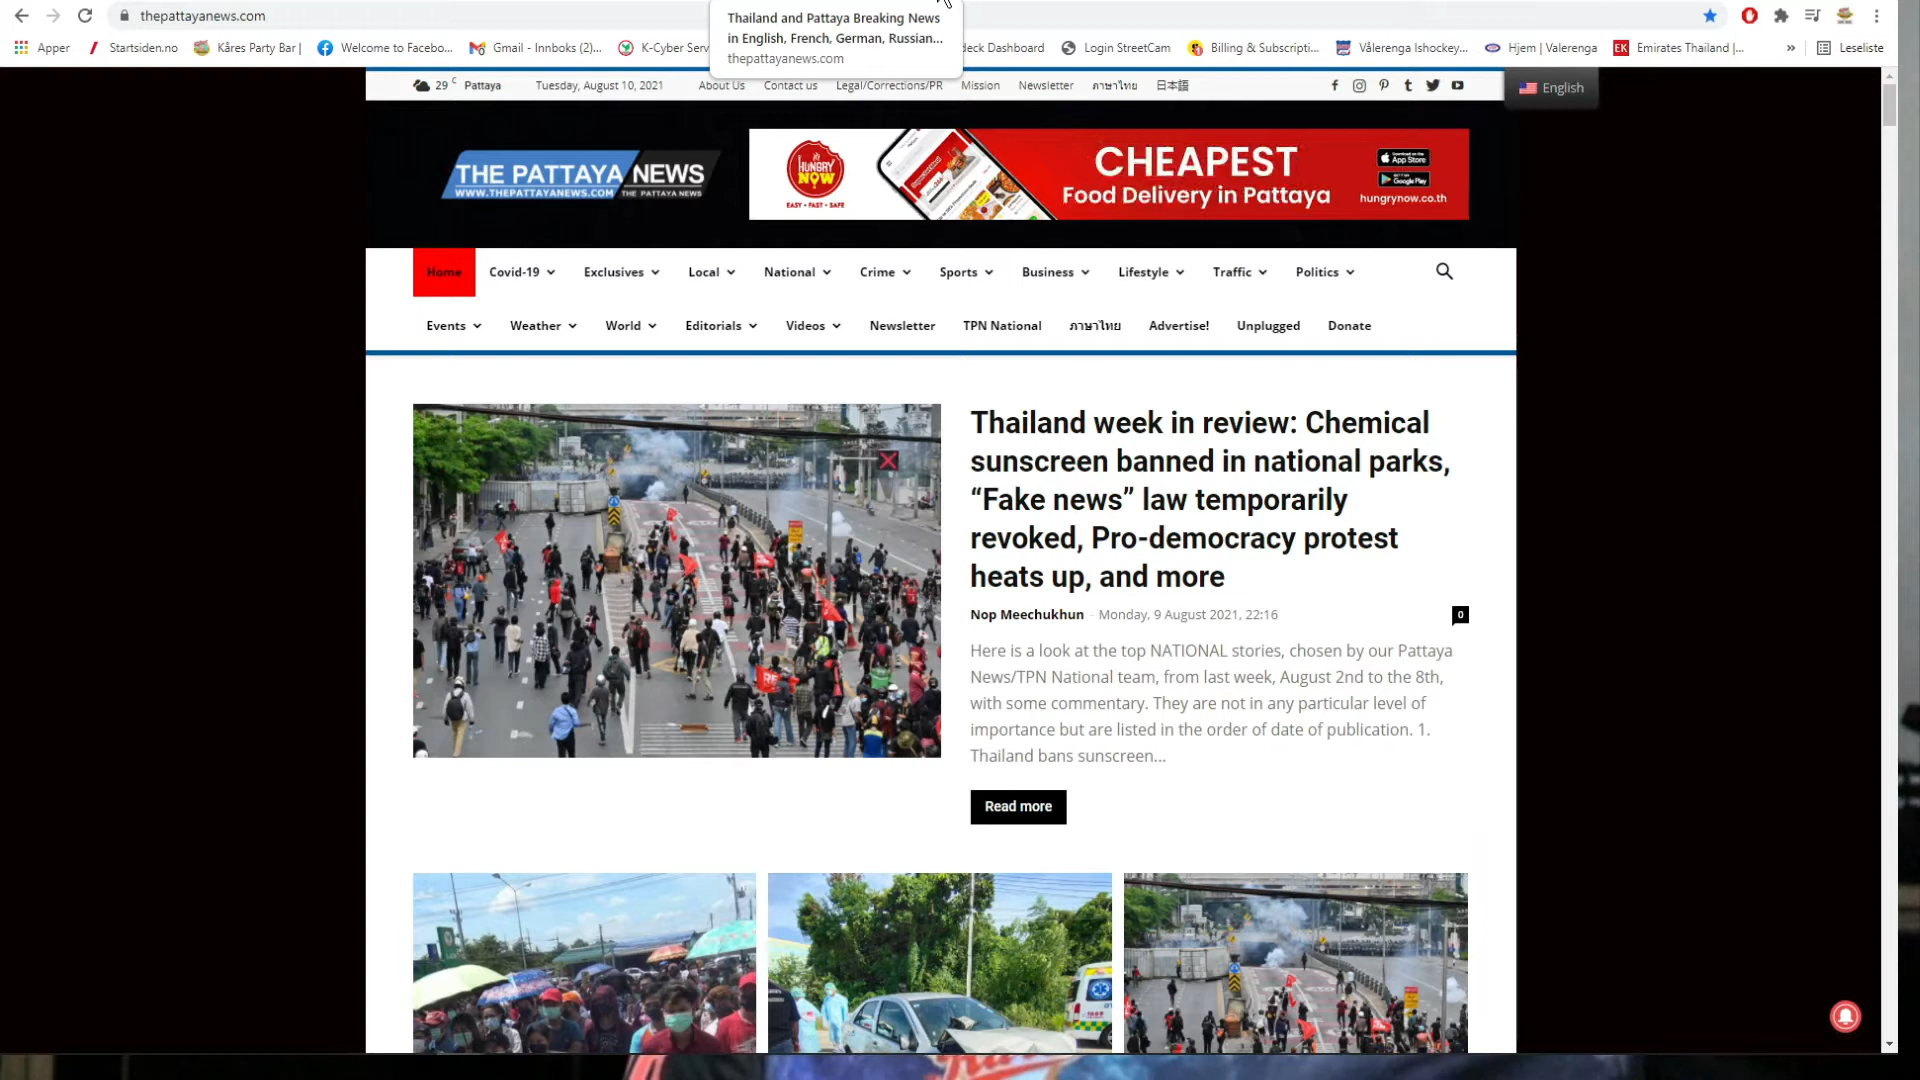 thepattayanews.com
Thailand and Pattaya Breaking News
in English, French, German, Russian...
thepattayanews.com
Apper
Startsiden.no
Kåres Party Bar |
Welcome to Facebo...
Gmail - Innboks (2)...
K-Cyber Serv
deck Dashboard
Login StreetCam
Billing & Subscripti...
Vålerenga Ishockey...
Hjem | Valerenga
EK
Emirates Thailand |...
»
Leseliste
29 C Pattaya
Tuesday, August 10, 2021
About Us
Contact us
Legal/Corrections/PR
Mission
Newsletter
ภาษาไทย
日本語
English
THE PATTAYA NEWS
WWW.THEPATTAYANEWS.COM THE PATTAYA NEWS
HUNGRY
NOW
EASY • FAST • SAFE
CHEAPEST
Food Delivery in Pattaya
App Store
Google Play
hungrynow.co.th
Home
Covid-19
Exclusives
Local
National
Crime
Sports
Business
Lifestyle
Traffic
Politics
Events
Weather
World
Editorials
Videos
Newsletter
TPN National
ภาษาไทย
Advertise!
Unplugged
Donate
Thailand week in review: Chemical
sunscreen banned in national parks,
“Fake news” law temporarily
revoked, Pro-democracy protest
heats up, and more
Nop Meechukhun - Monday, 9 August 2021, 22:16
0
Here is a look at the top NATIONAL stories, chosen by our Pattaya
News/TPN National team, from last week, August 2nd to the 8th,
with some commentary. They are not in any particular level of
importance but are listed in the order of date of publication. 1.
Thailand bans sunscreen...
Read more